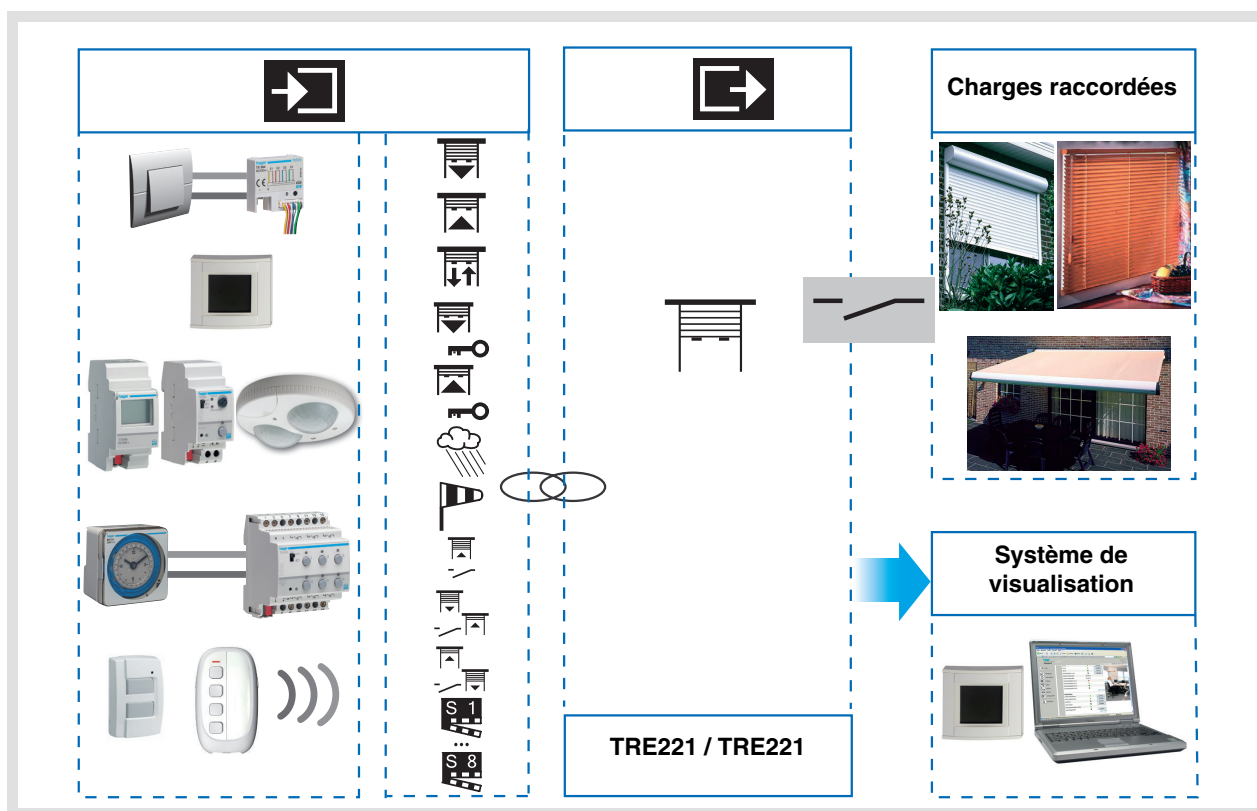 Charges raccordées
S 1
...
S 8
TRE221 / TRE221
Système de
visualisation